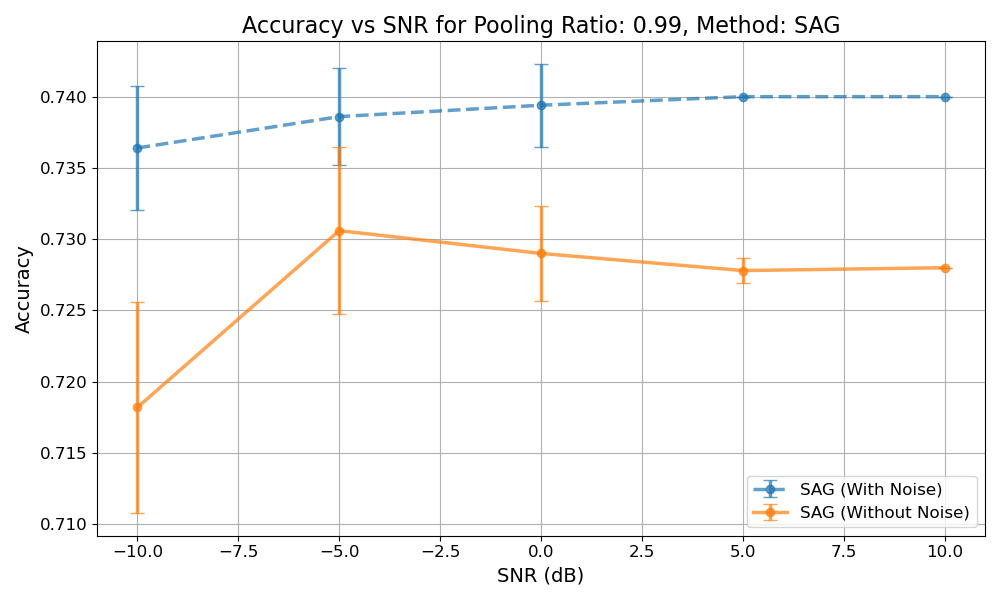 Accuracy vs SNR for Pooling Ratio: 0.99, Method: SAG
Accuracy
0.740
0.735
0.730
0.725
0.720
0.715
0.710
SAG (With Noise)
SAG (Without Noise)
−10.0 −7.5 −5.0 −2.5 0.0 2.5 5.0 7.5 10.0
SNR (dB)